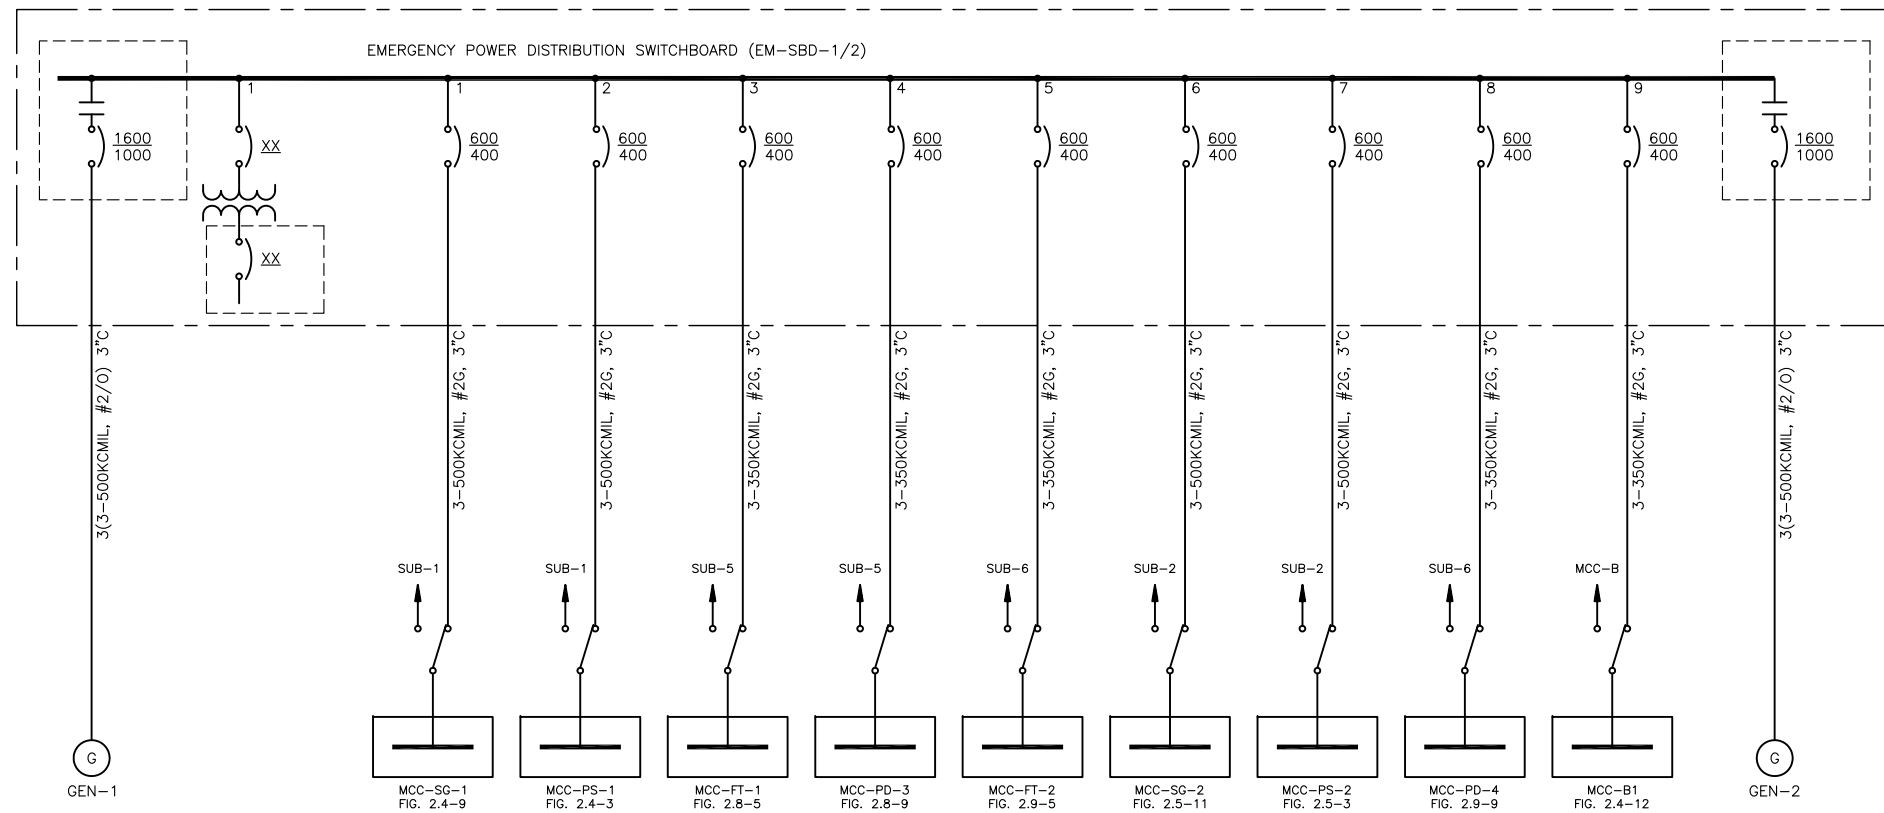 EMERGENCY POWER DISTRIBUTION SWITCHBOARD (EM-SBD-1/2)
1
1
2
3
4
5
6
7
8
9
1600
1000
XX
600
400
600
400
600
400
600
400
600
400
600
400
600
400
600
400
600
400
1600
1000
XX
3(3-500KCMIL, #2/0) 3"C
3-500KCMIL, #2G, 3"C
3-500KCMIL, #2G, 3"C
3-350KCMIL, #2G, 3"C
3-350KCMIL, #2G, 3"C
3-350KCMIL, #2G, 3"C
3-500KCMIL, #2G, 3"C
3-500KCMIL, #2G, 3"C
3-350KCMIL, #2G, 3"C
3-350KCMIL, #2G, 3"C
3(3-500KCMIL, #2/0) 3"C
SUB-1
SUB-1
SUB-5
SUB-5
SUB-6
SUB-2
SUB-2
SUB-6
MCC-B
G
GEN-1
MCC-SG-1
FIG. 2.4-9
MCC-PS-1
FIG. 2.4-3
MCC-FT-1
FIG. 2.8-5
MCC-PD-3
FIG. 2.8-9
MCC-FT-2
FIG. 2.9-5
MCC-SG-2
FIG. 2.5-11
MCC-PS-2
FIG. 2.5-3
MCC-PD-4
FIG. 2.9-9
MCC-B1
FIG. 2.4-12
G
GEN-2